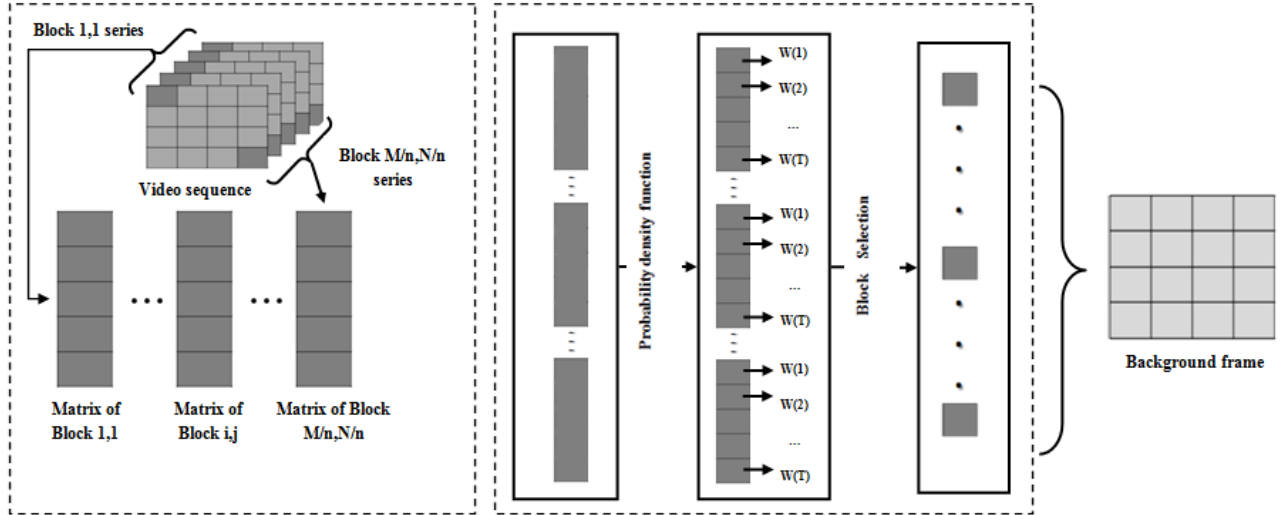 Block 1,1 series
Block M/n,N/n
series
Video sequence
...
...
Matrix of
Block 1,1
Matrix of
Block i,j
Matrix of Block
M/n,N/n
Probability density function
W(1)
W(2)
...
W(T)
W(1)
W(2)
...
W(T)
W(1)
W(2)
...
W(T)
Block Selection
Background frame